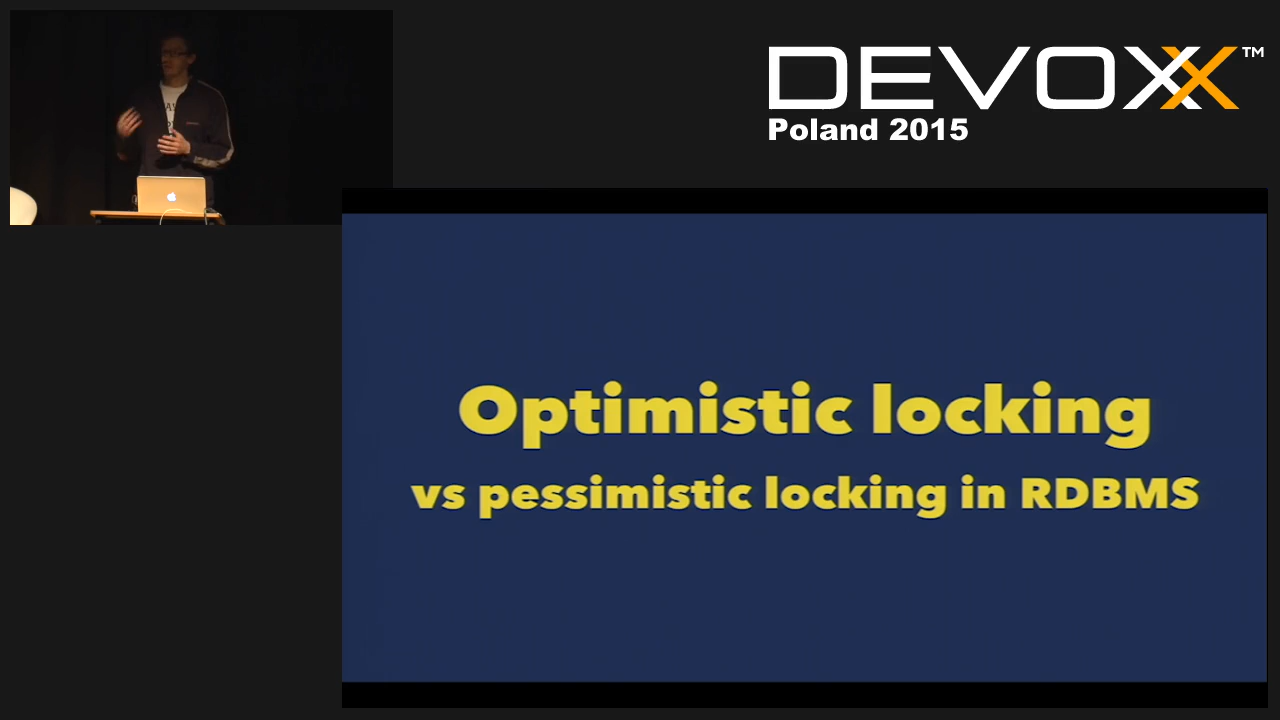 DEVOXX™
Poland 2015
Optimistic locking
vs pessimistic locking in RDBMS